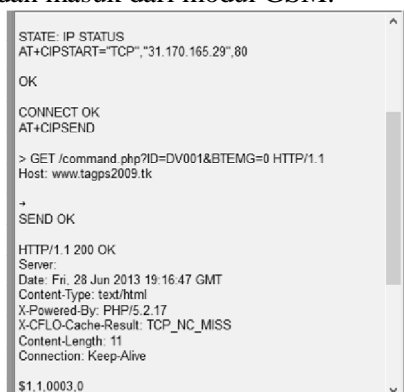 dan masuk dari modul GSM.
STATE: IP STATUS
AT+CIPSTART="TCP","31.170.165.29",80
OK
CONNECT OK
AT+CIPSEND
> GET /command.php?ID=DV001&BTEMG=0 HTTP/1.1
Host: www.tagps2009.tk
→
SEND OK
HTTP/1.1 200 OK
Server:
Date: Fri, 28 Jun 2013 19:16:47 GMT
Content-Type: text/html
X-Powered-By: PHP/5.2.17
X-CFLO-Cache-Result: TCP_NC_MISS
Content-Length: 11
Connection: Keep-Alive
$1,1,0003,0